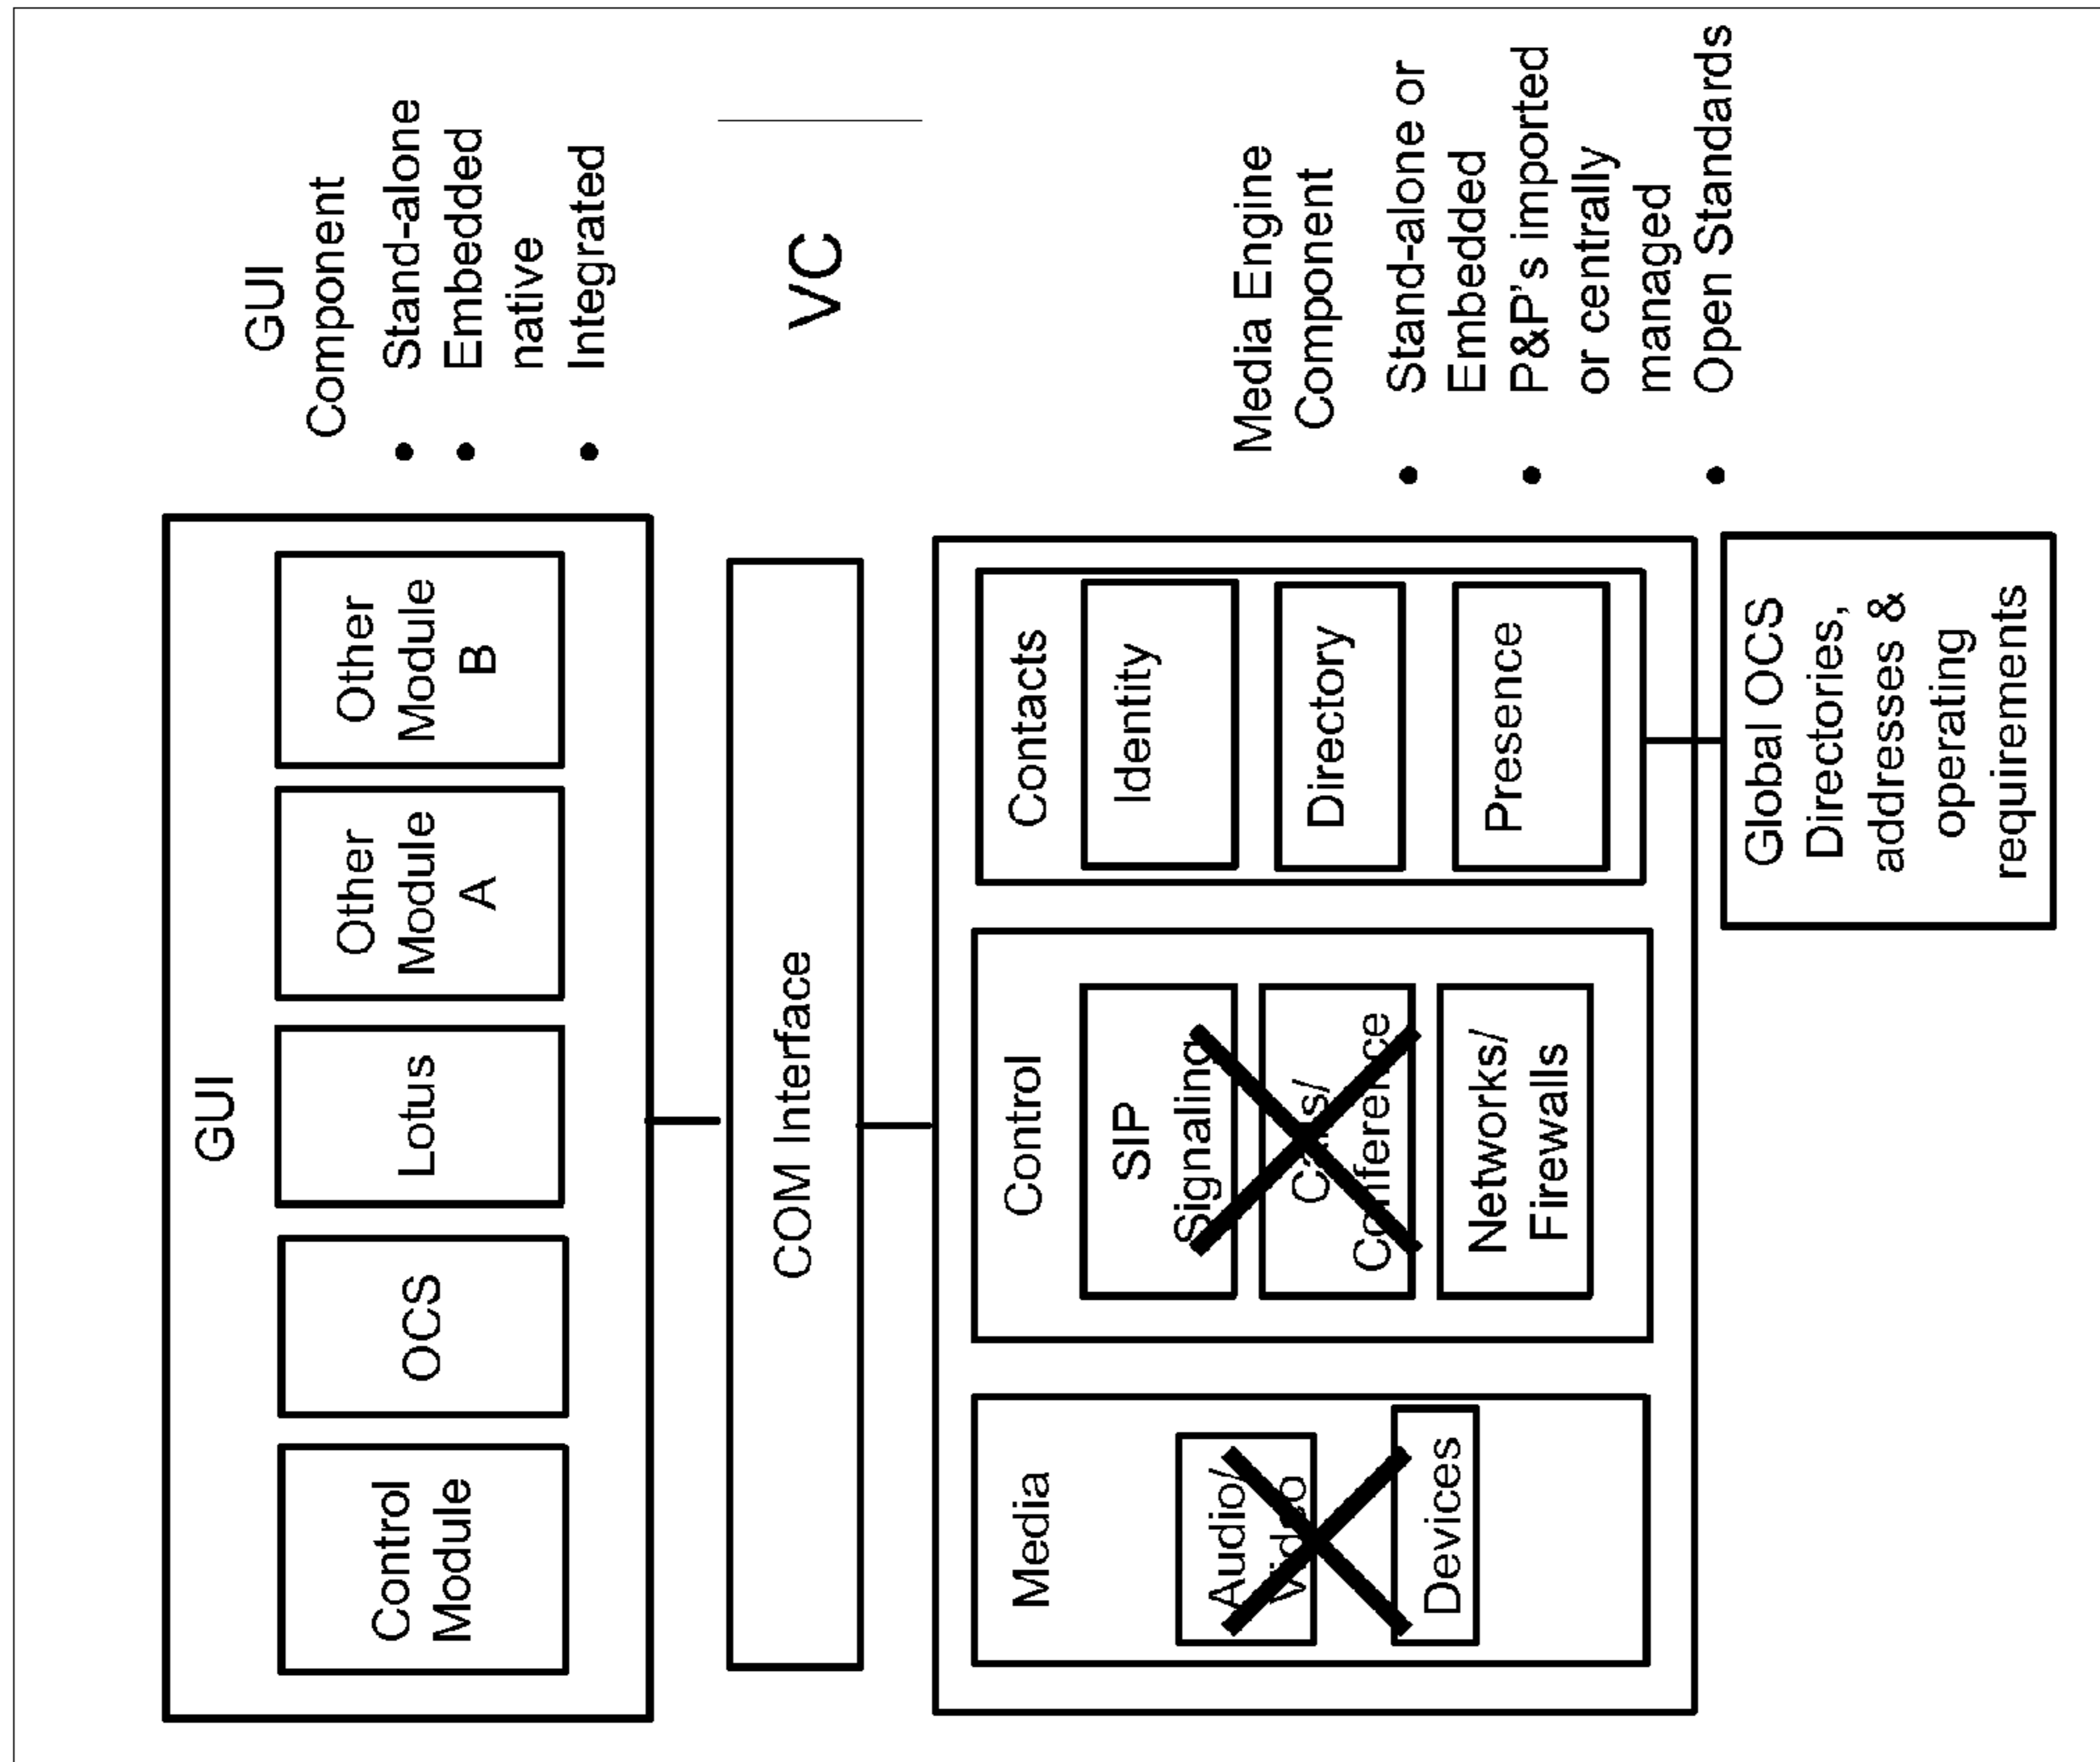 GUI
Control
Module
OCS
Lotus
Other
Module
A
Other
Module
B
GUI
Component
• Stand-alone
• Embedded
native
• Integrated
COM Interface
VC
Media
Audio/
Video
Devices
Control
SIP
Signaling
Calls/
Conference
Networks/
Firewalls
Contacts
Identity
Directory
Presence
Media Engine
Component
• Stand-alone or
Embedded
• P&P's imported
or centrally
managed
• Open Standards
Global OCS
Directories,
addresses &
operating
requirements